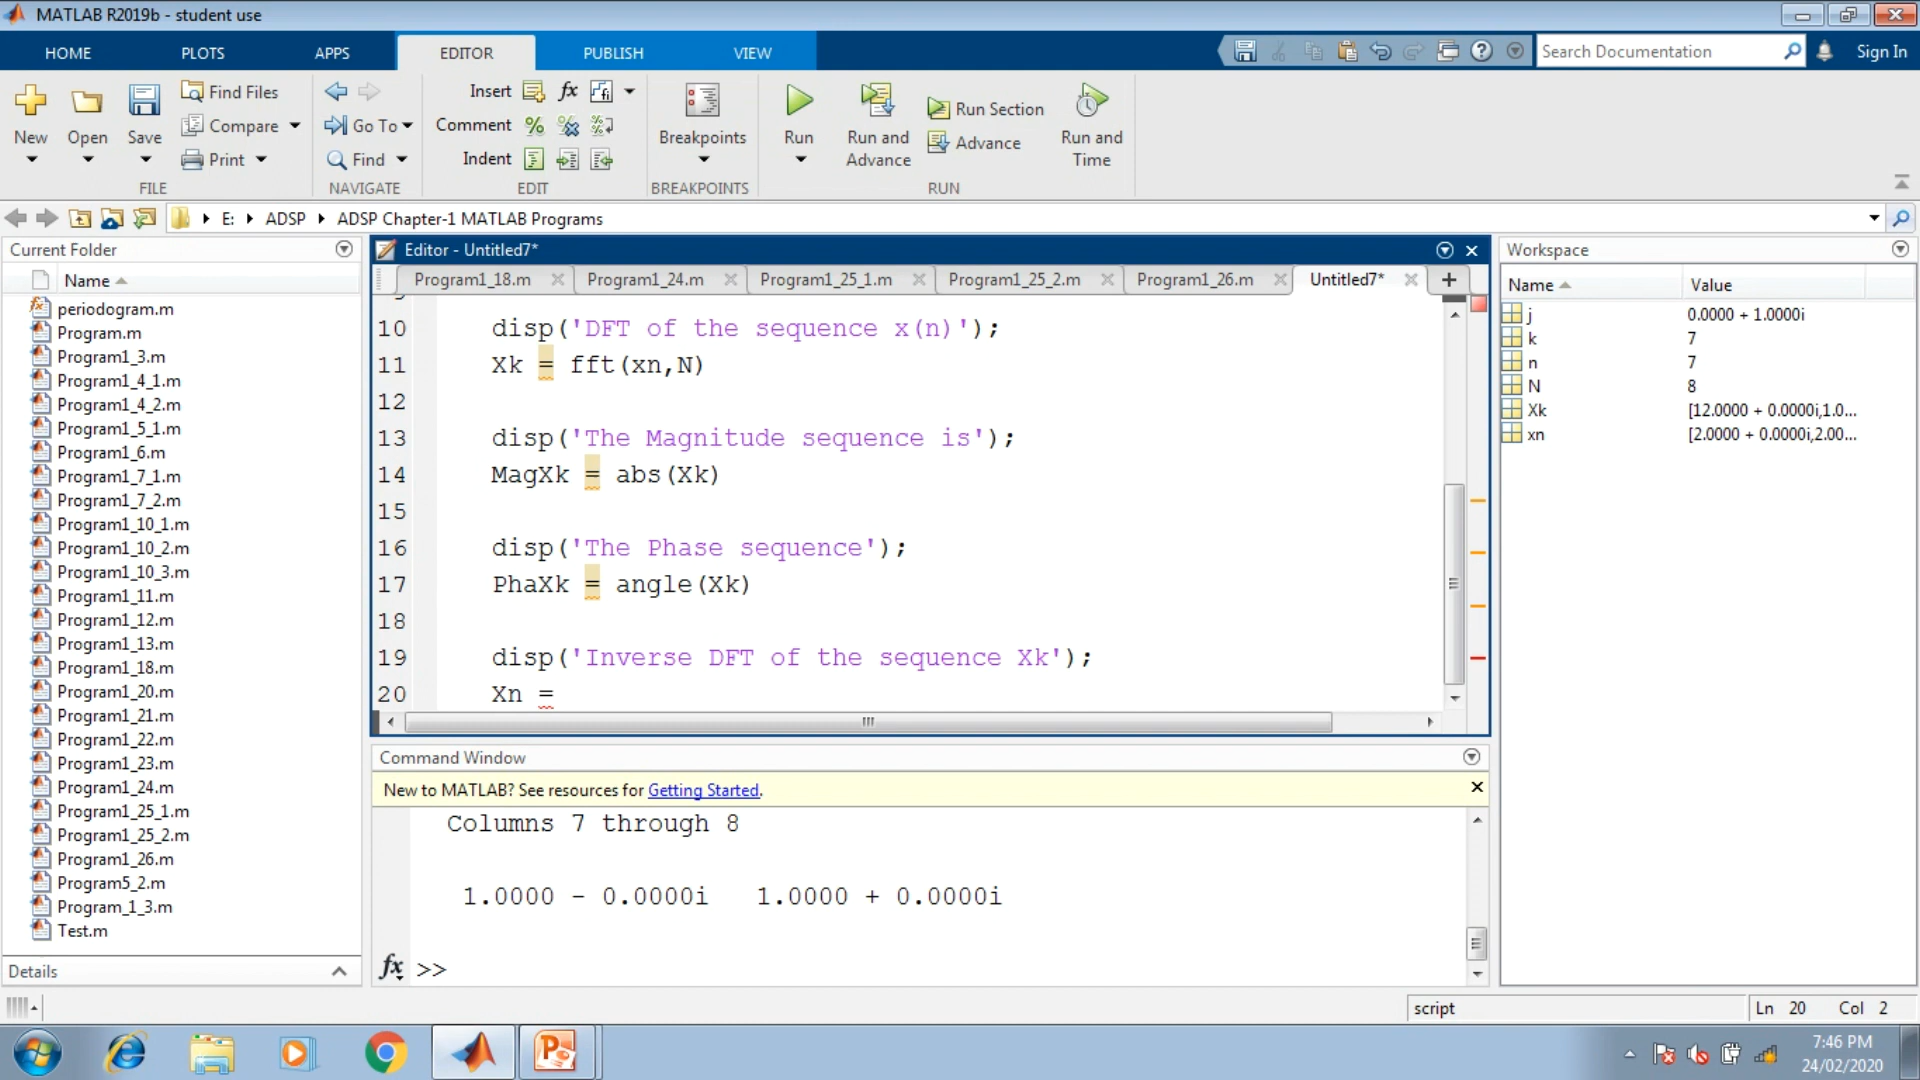 MATLAB R2019b - student use
HOME PLOTS APPS EDITOR PUBLISH VIEW
Search Documentation
Sign In
New
Open
Save
Find Files
Compare
Print
FILE
Go To
Find
NAVIGATE
Insert
Comment
Indent
EDIT
Breakpoints
BREAKPOINTS
Run
Run and Advance
Run Section
Advance
Run and Time
RUN
E: ADSP ADSP Chapter-1 MATLAB Programs
Current Folder
Name
periodogram.m
Program.m
Program1_3.m
Program1_4_1.m
Program1_4_2.m
Program1_5_1.m
Program1_6.m
Program1_7_1.m
Program1_7_2.m
Program1_10_1.m
Program1_10_2.m
Program1_10_3.m
Program1_11.m
Program1_12.m
Program1_13.m
Program1_18.m
Program1_20.m
Program1_21.m
Program1_22.m
Program1_23.m
Program1_24.m
Program1_25_1.m
Program1_25_2.m
Program1_26.m
Program5_2.m
Program_1_3.m
Test.m
Details
Editor - Untitled7*
Program1_18.m Program1_24.m Program1_25_1.m Program1_25_2.m Program1_26.m Untitled7*
10 disp('DFT of the sequence x(n)');
11 Xk = fft(xn,N)
12
13 disp('The Magnitude sequence is');
14 MagXk = abs(Xk)
15
16 disp('The Phase sequence');
17 PhaXk = angle(Xk)
18
19 disp('Inverse DFT of the sequence Xk');
20 Xn =
Command Window
New to MATLAB? See resources for Getting Started.
Columns 7 through 8
1.0000 - 0.0000i 1.0000 + 0.0000i
fx >>
Workspace
Name Value
j 0.0000 + 1.0000i
k 7
n 7
N 8
Xk [12.0000 + 0.0000i,1.0...
xn [2.0000 + 0.0000i,2.00...
script
Ln 20 Col 2
7:46 PM
24/02/2020